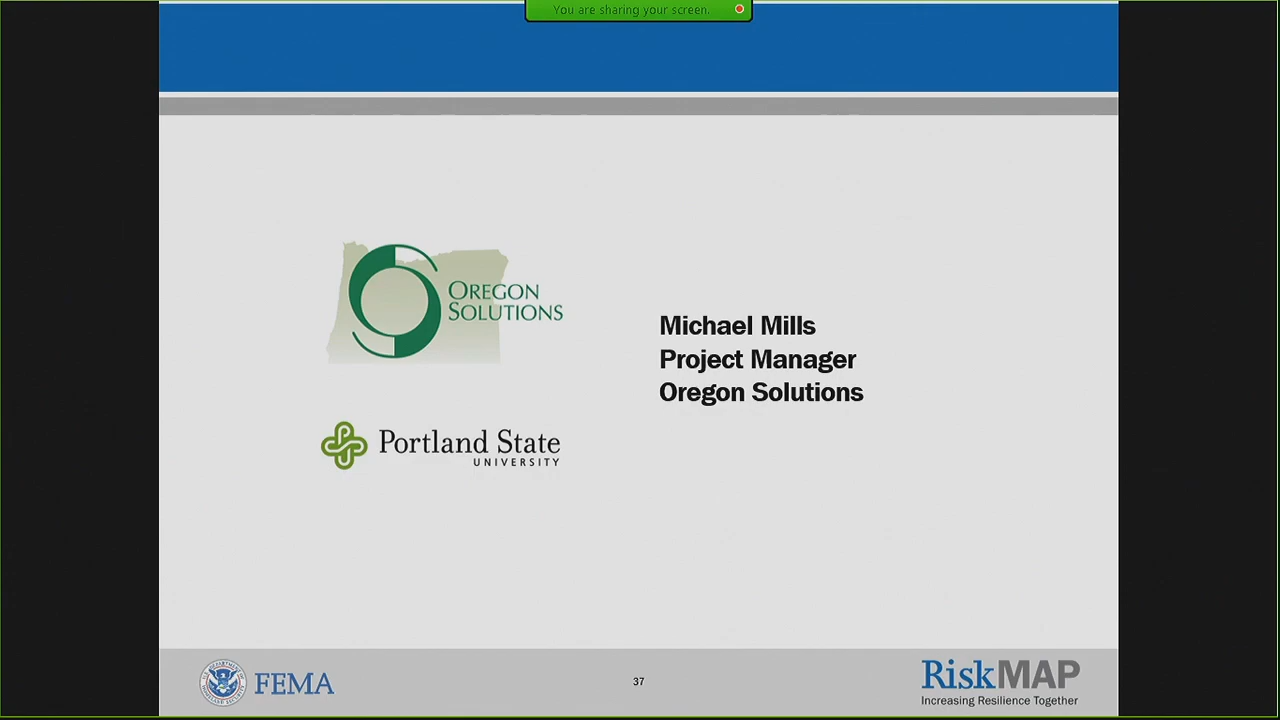 You are sharing your screen.
OREGON
SOLUTIONS
Michael Mills
Project Manager
Oregon Solutions
Portland State
UNIVERSITY
FEMA
37
RiskMAP
Increasing Resilience Together